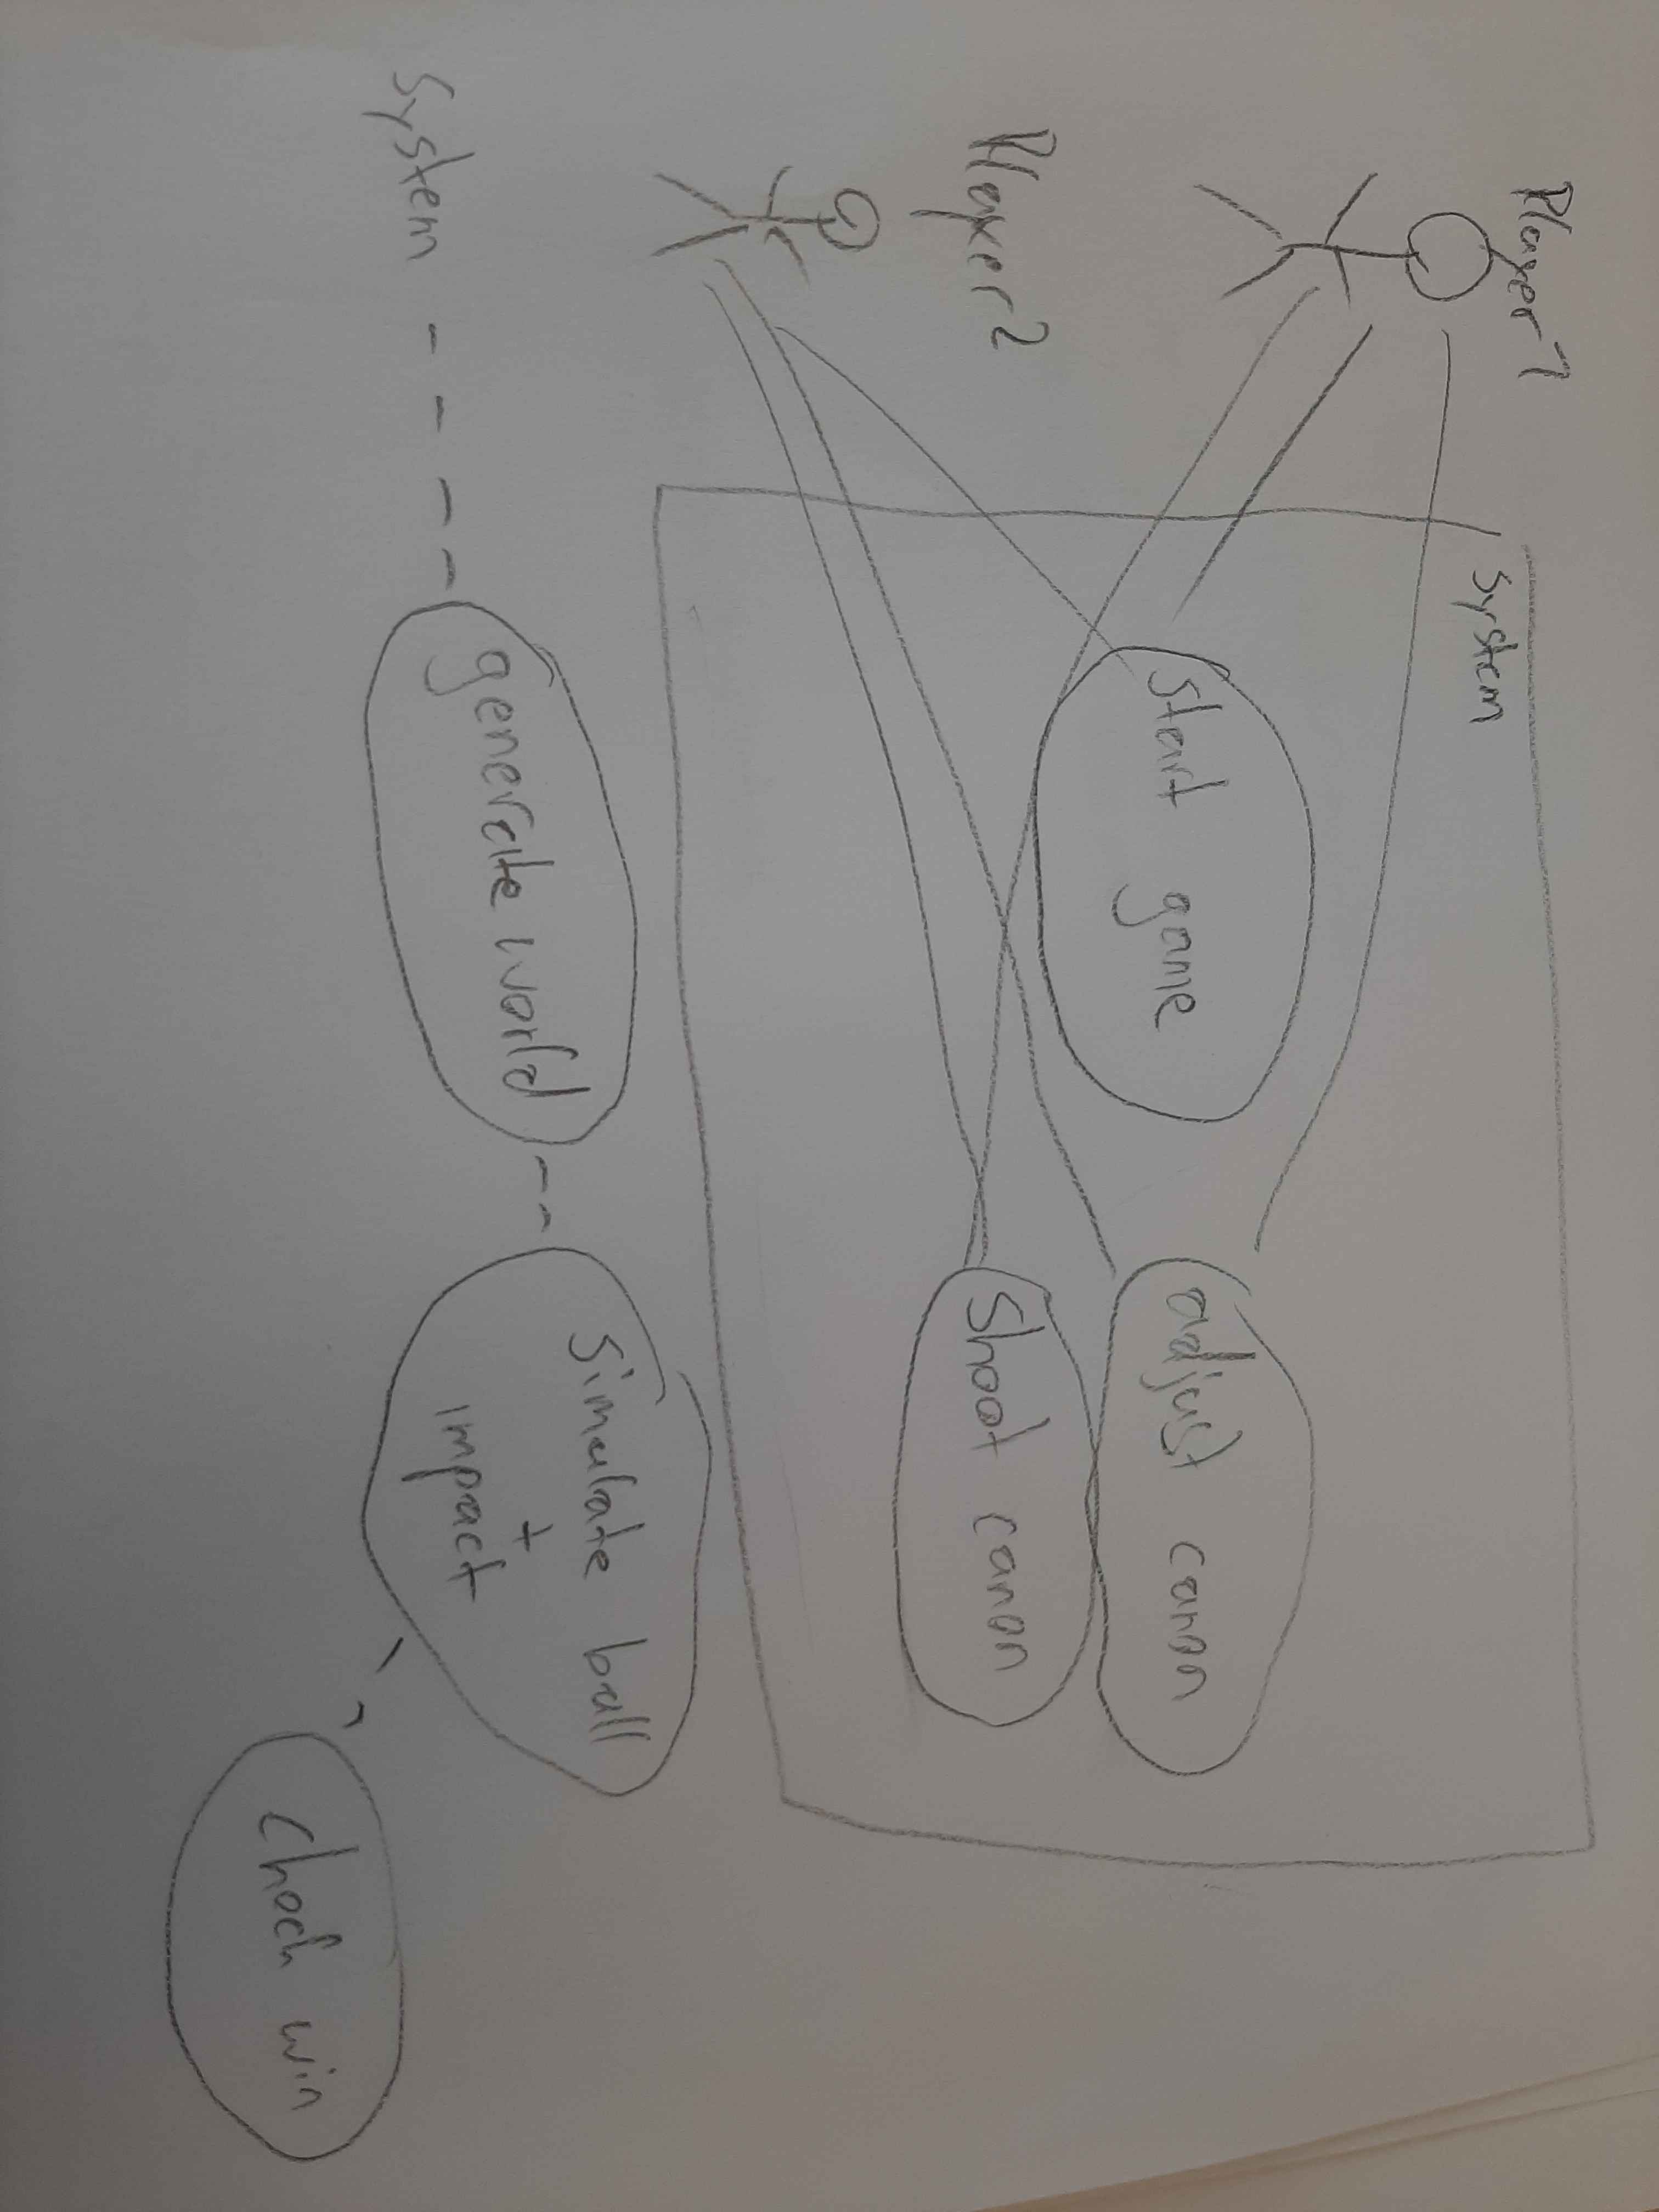 Player 1
System
Start game
adjust canon
Shoot canon
Player 2
System
generate world
Simulate ball
+
impact
Check win